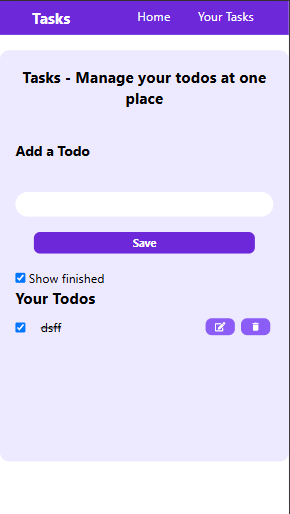 Tasks
Home
Your Tasks
Tasks - Manage your todos at one
place
Add a Todo
Save
Show finished
Your Todos
dsff